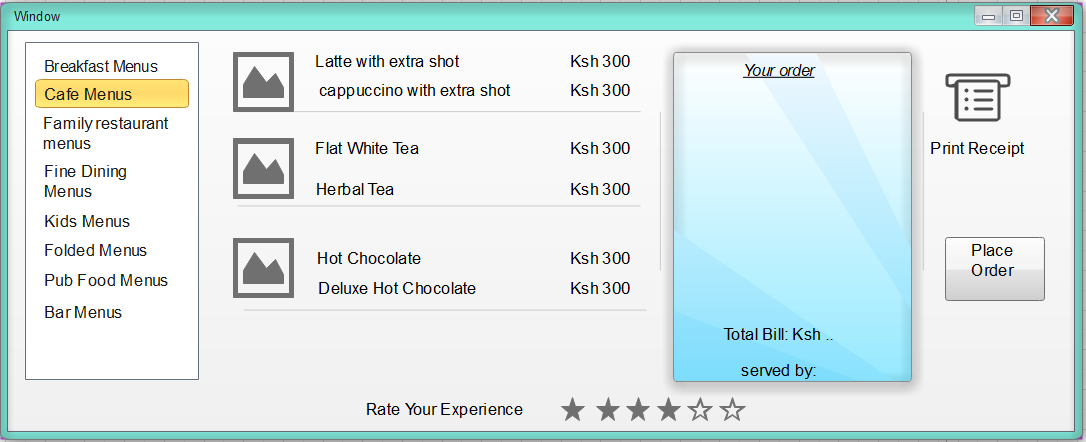 Window
Breakfast Menus
Cafe Menus
Family restaurant
menus
Fine Dining
Menus
Kids Menus
Folded Menus
Pub Food Menus
Bar Menus
Latte with extra shot Ksh 300
cappuccino with extra shot Ksh 300
Flat White Tea Ksh 300
Herbal Tea Ksh 300
Hot Chocolate Ksh 300
Deluxe Hot Chocolate Ksh 300
Your order
Total Bill: Ksh ..
served by:
Print Receipt
Place
Order
Rate Your Experience